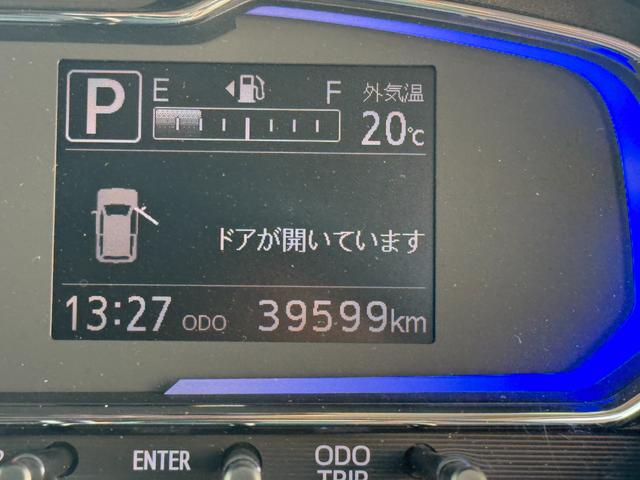 P E F 外気温
20℃
ドアが開いています
13:27 ODO 39599km
ENTER ODO
TRIP